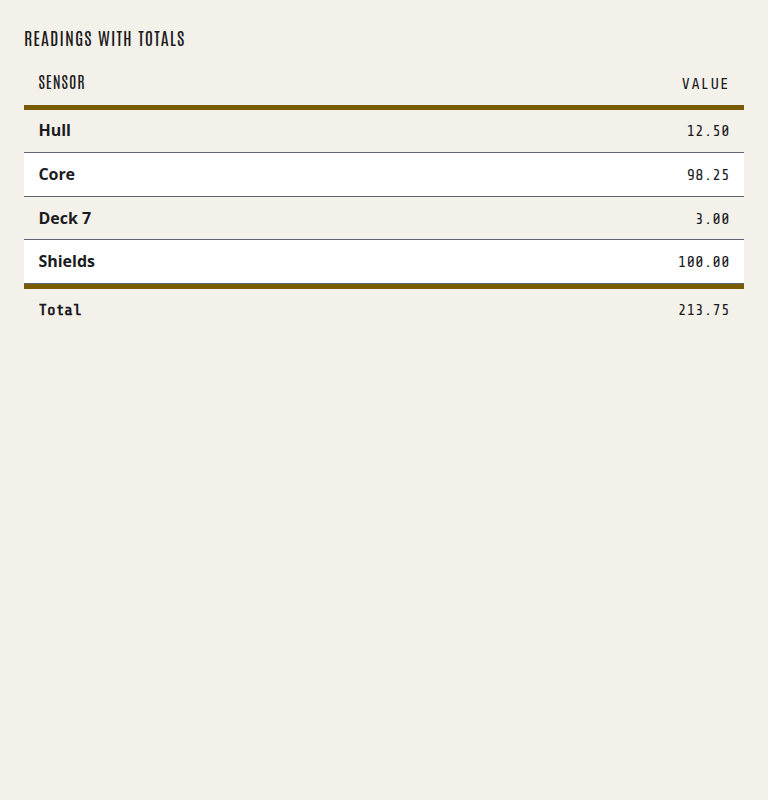 READINGS WITH TOTALS
SENSOR VALUE
Hull 12.50
Core 98.25
Deck 7 3.00
Shields 100.00
Total 213.75